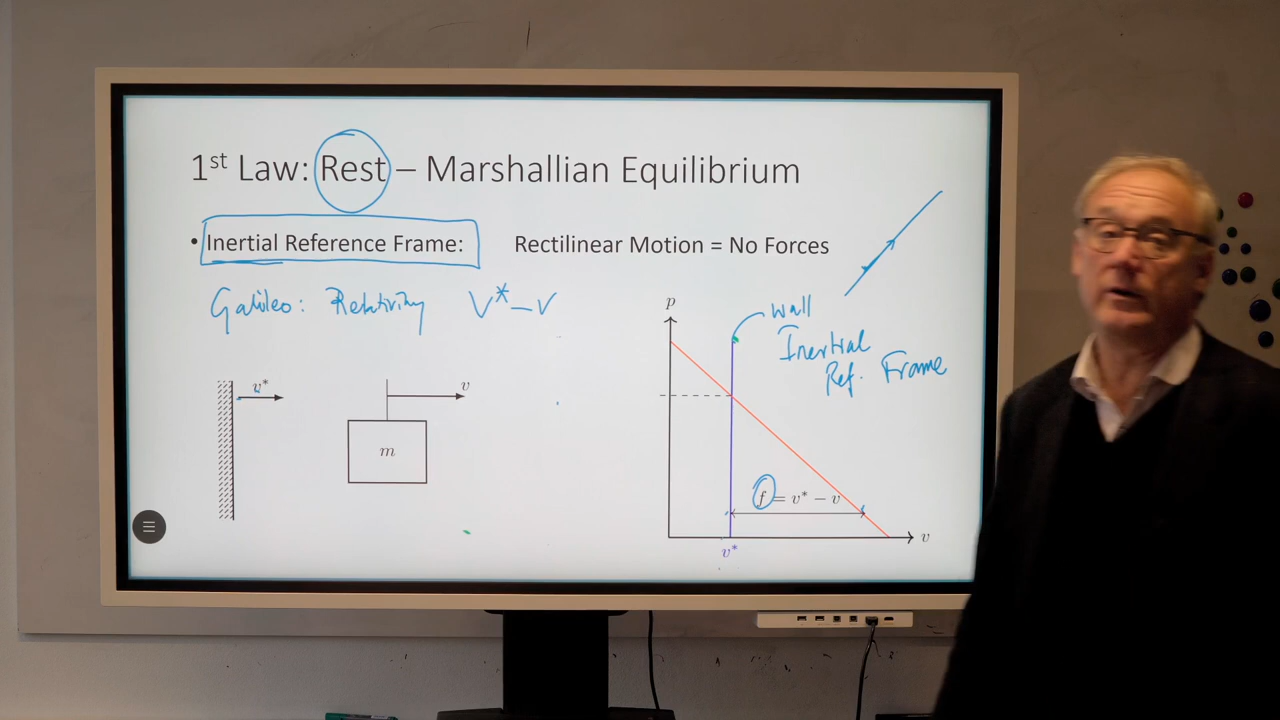 1st Law: Rest – Marshallian Equilibrium
• Inertial Reference Frame: Rectilinear Motion = No Forces
Galileo: Relativity V* – v
p
wall
Inertial
Ref. Frame
v*
v
m
f = v* − v
v
v*